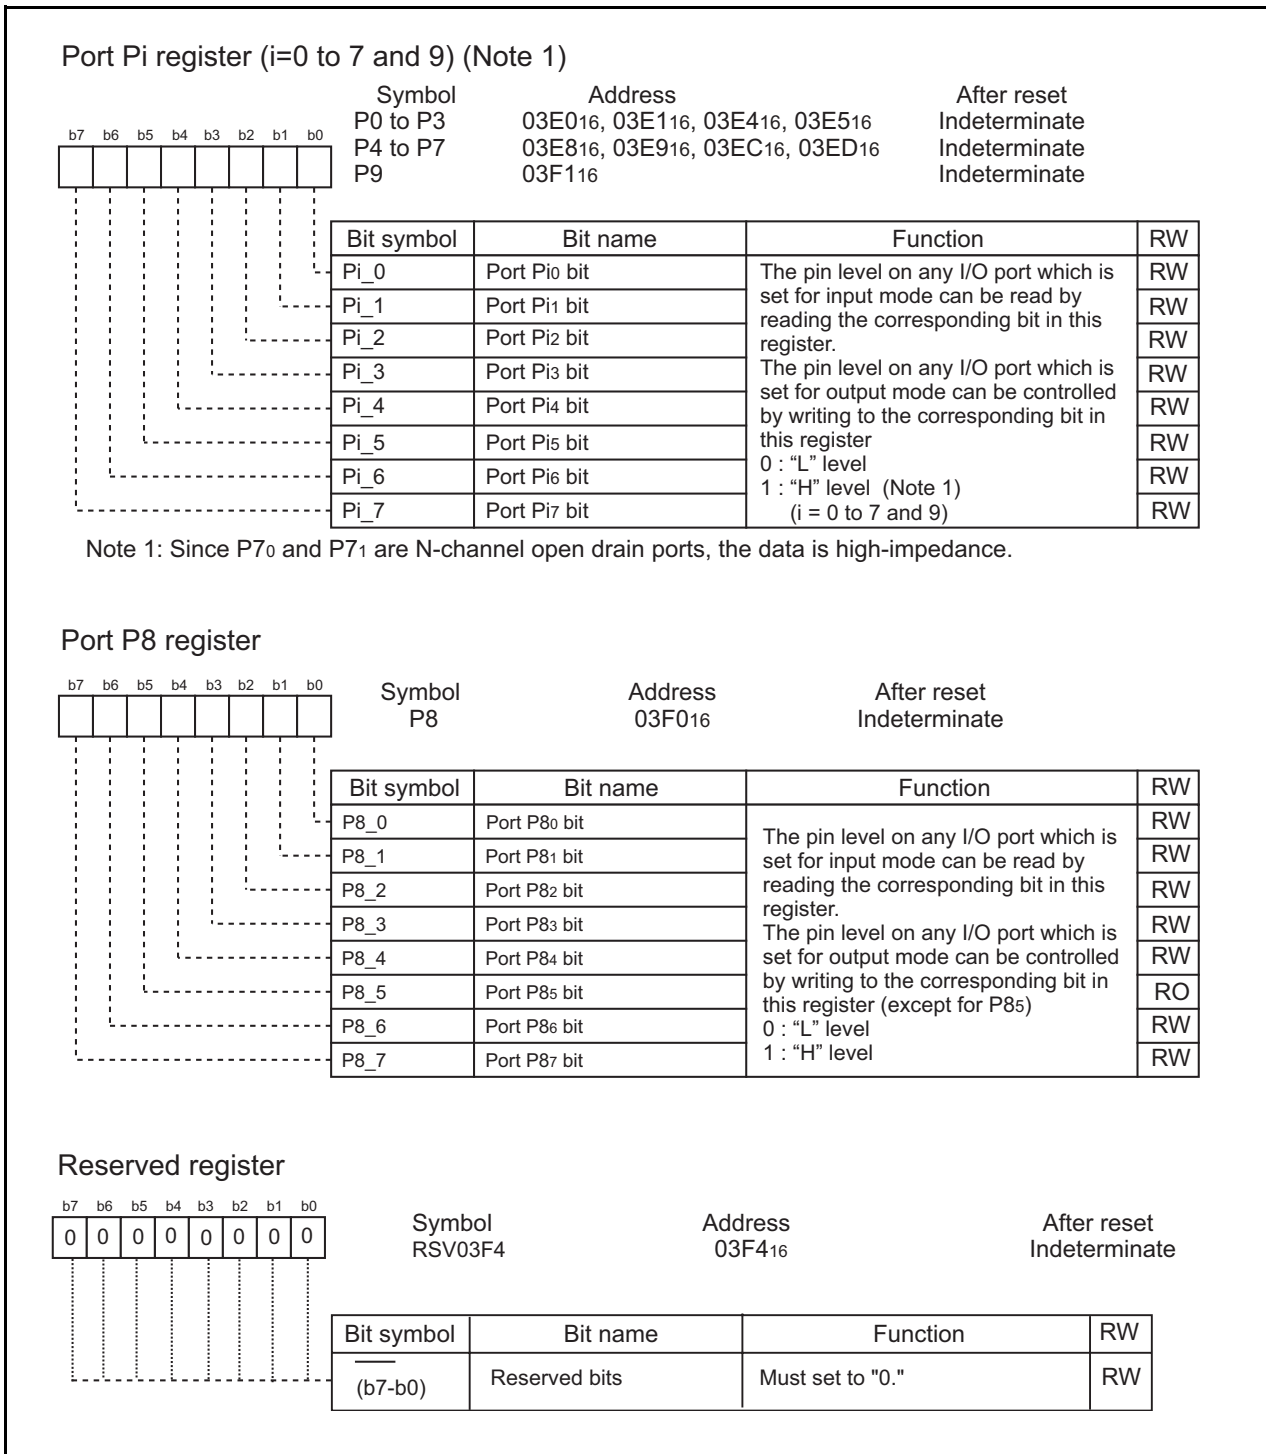 Port Pi register (i=0 to 7 and 9) (Note 1)
Symbol Address After reset
P0 to P3 03E016, 03E116, 03E416, 03E516 Indeterminate
P4 to P7 03E816, 03E916, 03EC16, 03ED16 Indeterminate
P9 03F116 Indeterminate
b7 b6 b5 b4 b3 b2 b1 b0
Bit symbol Bit name Function RW
Pi_0 Port Pi0 bit RW
Pi_1 Port Pi1 bit RW
Pi_2 Port Pi2 bit RW
Pi_3 Port Pi3 bit RW
Pi_4 Port Pi4 bit RW
Pi_5 Port Pi5 bit RW
Pi_6 Port Pi6 bit RW
Pi_7 Port Pi7 bit RW
The pin level on any I/O port which is
set for input mode can be read by
reading the corresponding bit in this
register.
The pin level on any I/O port which is
set for output mode can be controlled
by writing to the corresponding bit in
this register
0 : “L” level
1 : “H” level (Note 1)
(i = 0 to 7 and 9)
Note 1: Since P70 and P71 are N-channel open drain ports, the data is high-impedance.
Port P8 register
b7 b6 b5 b4 b3 b2 b1 b0
Symbol Address After reset
P8 03F016 Indeterminate
Bit symbol Bit name Function RW
P8_0 Port P80 bit RW
P8_1 Port P81 bit RW
P8_2 Port P82 bit RW
P8_3 Port P83 bit RW
P8_4 Port P84 bit RW
P8_5 Port P85 bit RO
P8_6 Port P86 bit RW
P8_7 Port P87 bit RW
The pin level on any I/O port which is
set for input mode can be read by
reading the corresponding bit in this
register.
The pin level on any I/O port which is
set for output mode can be controlled
by writing to the corresponding bit in
this register (except for P85)
0 : “L” level
1 : “H” level
Reserved register
b7 b6 b5 b4 b3 b2 b1 b0
0 0 0 0 0 0 0 0
Symbol Address After reset
RSV03F4 03F416 Indeterminate
Bit symbol Bit name Function RW
(b7-b0) Reserved bits Must set to "0." RW